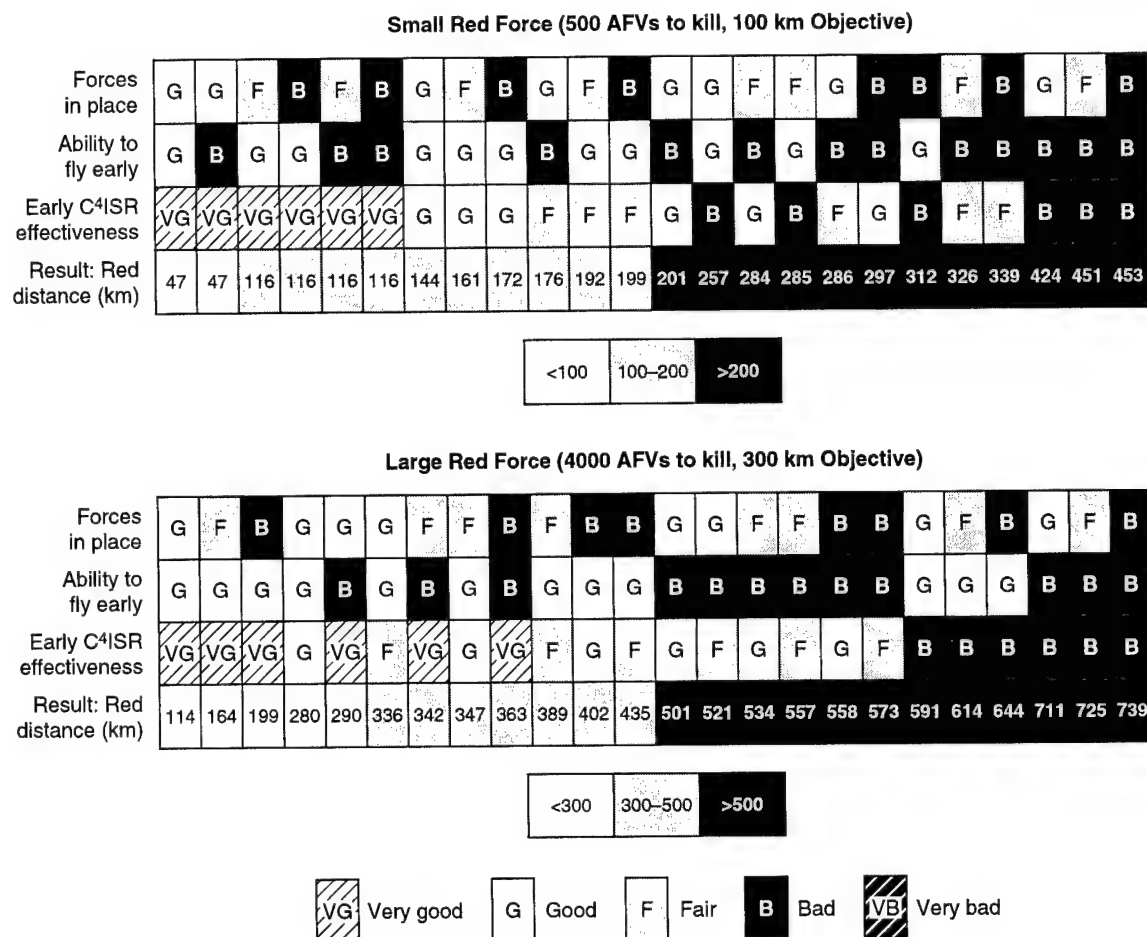 Small Red Force (500 AFVs to kill, 100 km Objective)
Forces in place G G F B F B G F B G F B G G F F G B B F B G F B
Ability to fly early G B G G B B G G G B G G B G B G B B G B B B B B
Early C⁴ISR effectiveness VG VG VG VG VG VG G G G F F F G B G B F G B F F B B B
Result: Red distance (km) 47 47 116 116 116 116 144 161 172 176 192 199 201 257 284 285 286 297 312 326 339 424 451 453
<100 100–200 >200
Large Red Force (4000 AFVs to kill, 300 km Objective)
Forces in place G F B G G G F F B F B B G G F F B B G F B G F B
Ability to fly early G G G G B G B G B G G G B B B B B B G G G B B B
Early C⁴ISR effectiveness VG VG VG G VG F VG G VG F G F G F G F G F B B B B B B
Result: Red distance (km) 114 164 199 280 290 336 342 347 363 389 402 435 501 521 534 557 558 573 591 614 644 711 725 739
<300 300–500 >500
VG Very good G Good F Fair B Bad VB Very bad